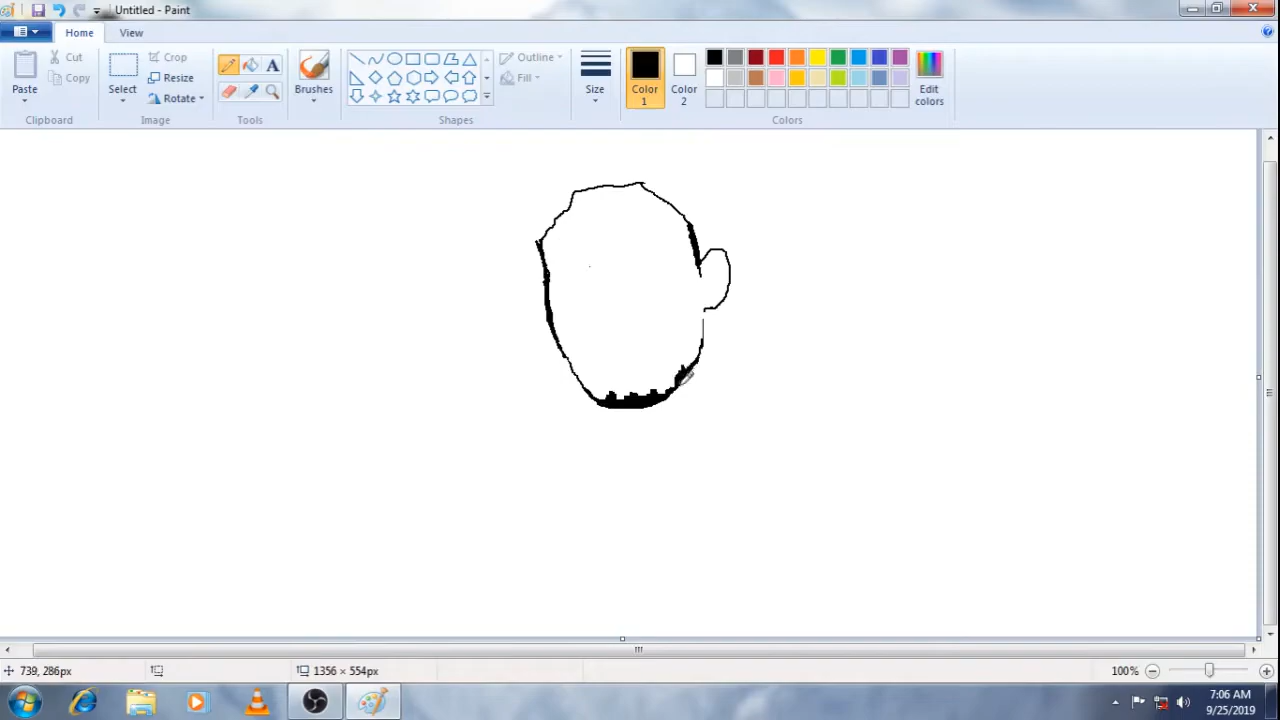 Untitled - Paint
Home View
Paste
Cut
Copy
Clipboard
Select
Crop
Resize
Rotate
Image
Tools
Brushes
Outline
Fill
Shapes
Size
Color 1
Color 2
Edit colors
Colors
739, 286px
1356 × 554px
100%
7:06 AM
9/25/2019